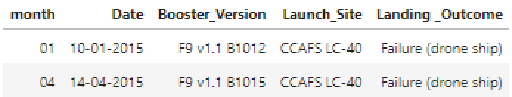 month Date Booster_Version Launch_Site Landing _Outcome
01 10-01-2015 F9 v1.1 B1012 CCAFS LC-40 Failure (drone ship)
04 14-04-2015 F9 v1.1 B1015 CCAFS LC-40 Failure (drone ship)